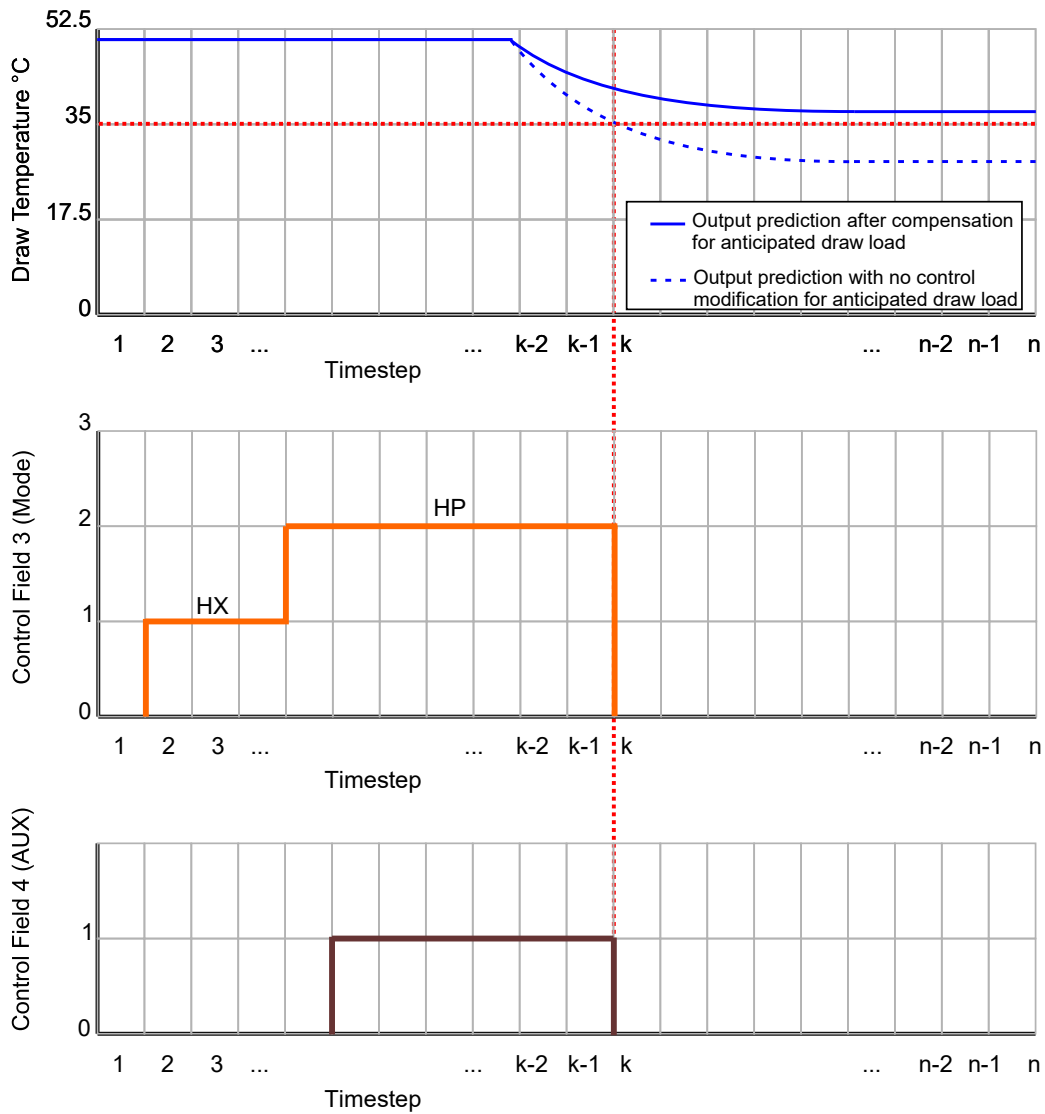 52.5
35
17.5
0
Draw Temperature °C
Output prediction after compensation
for anticipated draw load
Output prediction with no control
modification for anticipated draw load
1 2 3 ... ... k-2 k-1 k ... n-2 n-1 n
Timestep
3
2
1
0
Control Field 3 (Mode)
HP
HX
1 2 3 ... ... k-2 k-1 k ... n-2 n-1 n
Timestep
1
0
Control Field 4 (AUX)
1 2 3 ... ... k-2 k-1 k ... n-2 n-1 n
Timestep